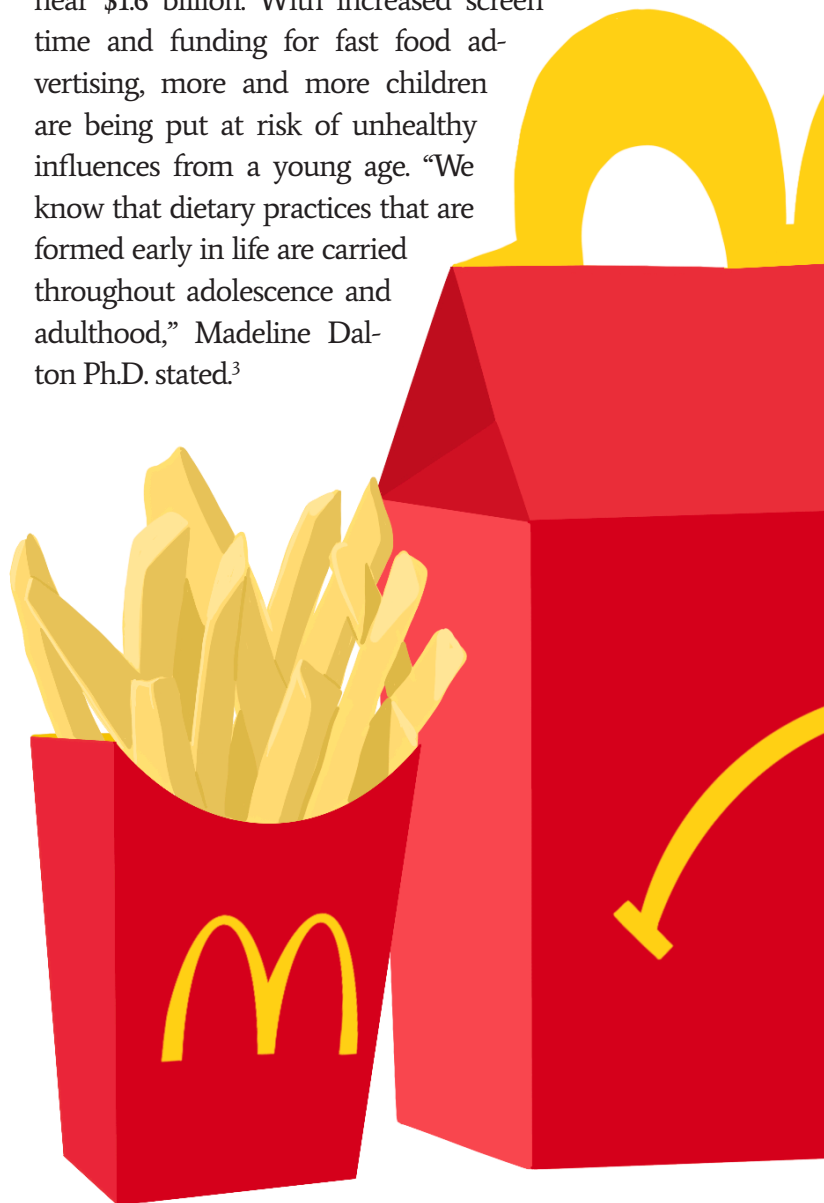 near $1.6 billion. With increased screen
time and funding for fast food ad-
vertising, more and more children
are being put at risk of unhealthy
influences from a young age. “We
know that dietary practices that are
formed early in life are carried
throughout adolescence and
adulthood,” Madeline Dal-
ton Ph.D. stated.³
M